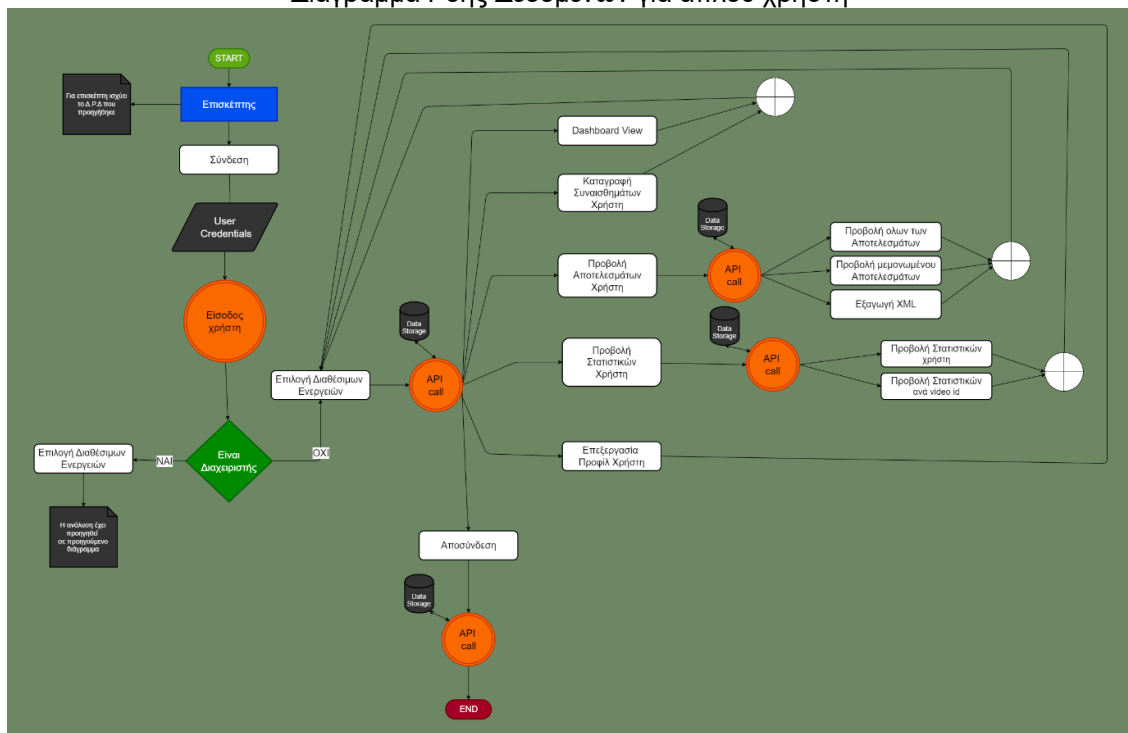 Διάγραμμα Ροής Δεδομένων για απλού χρήστη
START
Για επισκέπτη ισχύει
το Δ.Ρ.Δ που
προηγήθηκε
Επισκέπτης
Σύνδεση
User
Credentials
Είσοδος
χρήστη
Είναι
Διαχειριστής
ΝΑΙ
ΟΧΙ
Επιλογή Διαθέσιμων
Ενεργειών
Η ανάλυση έχει
προηγηθεί
σε προηγούμενο
διάγραμμα
Επιλογή Διαθέσιμων
Ενεργειών
Data
Storage
API
call
Dashboard View
Καταγραφή
Συναισθημάτων
Χρήστη
Προβολή
Αποτελεσμάτων
Χρήστη
Data
Storage
API
call
Προβολή ολων των
Αποτελεσμάτων
Προβολή μεμονωμένου
Αποτελεσμάτων
Εξαγωγή XML
Προβολή
Στατιστικών
Χρήστη
Data
Storage
API
call
Προβολή Στατιστικών
χρήστη
Προβολή Στατιστικών
ανά video id
Επεξεργασία
Προφίλ Χρήστη
Αποσύνδεση
Data
Storage
API
call
END